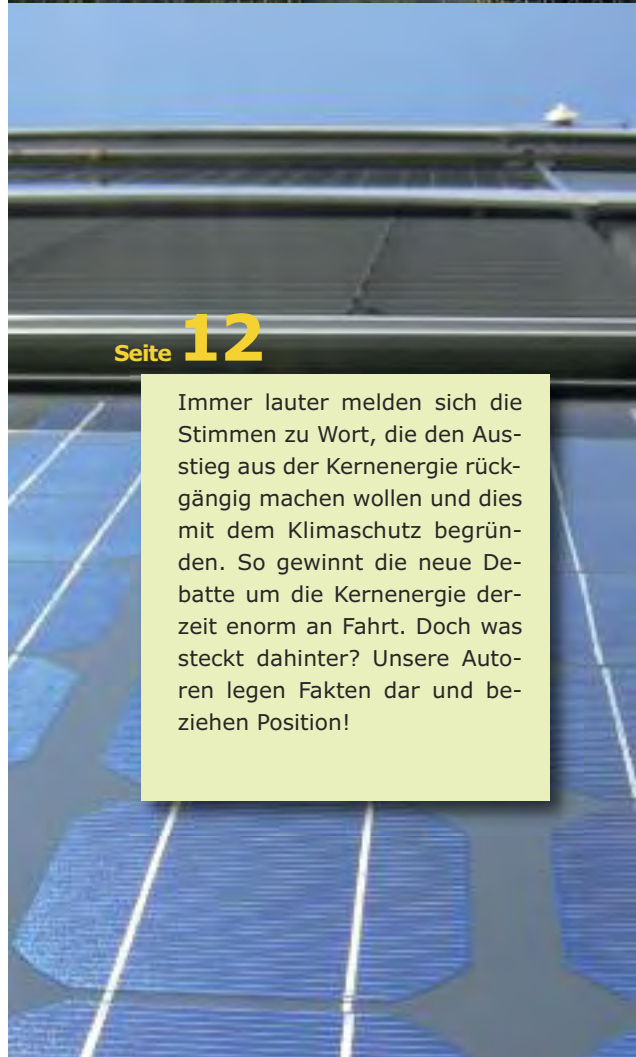 Seite 12
Immer lauter melden sich die
Stimmen zu Wort, die den Aus-
stieg aus der Kernenergie rück-
gängig machen wollen und dies
mit dem Klimaschutz begrün-
den. So gewinnt die neue De-
batte um die Kernenergie der-
zeit enorm an Fahrt. Doch was
steckt dahinter? Unsere Auto-
ren legen Fakten dar und be-
ziehen Position!